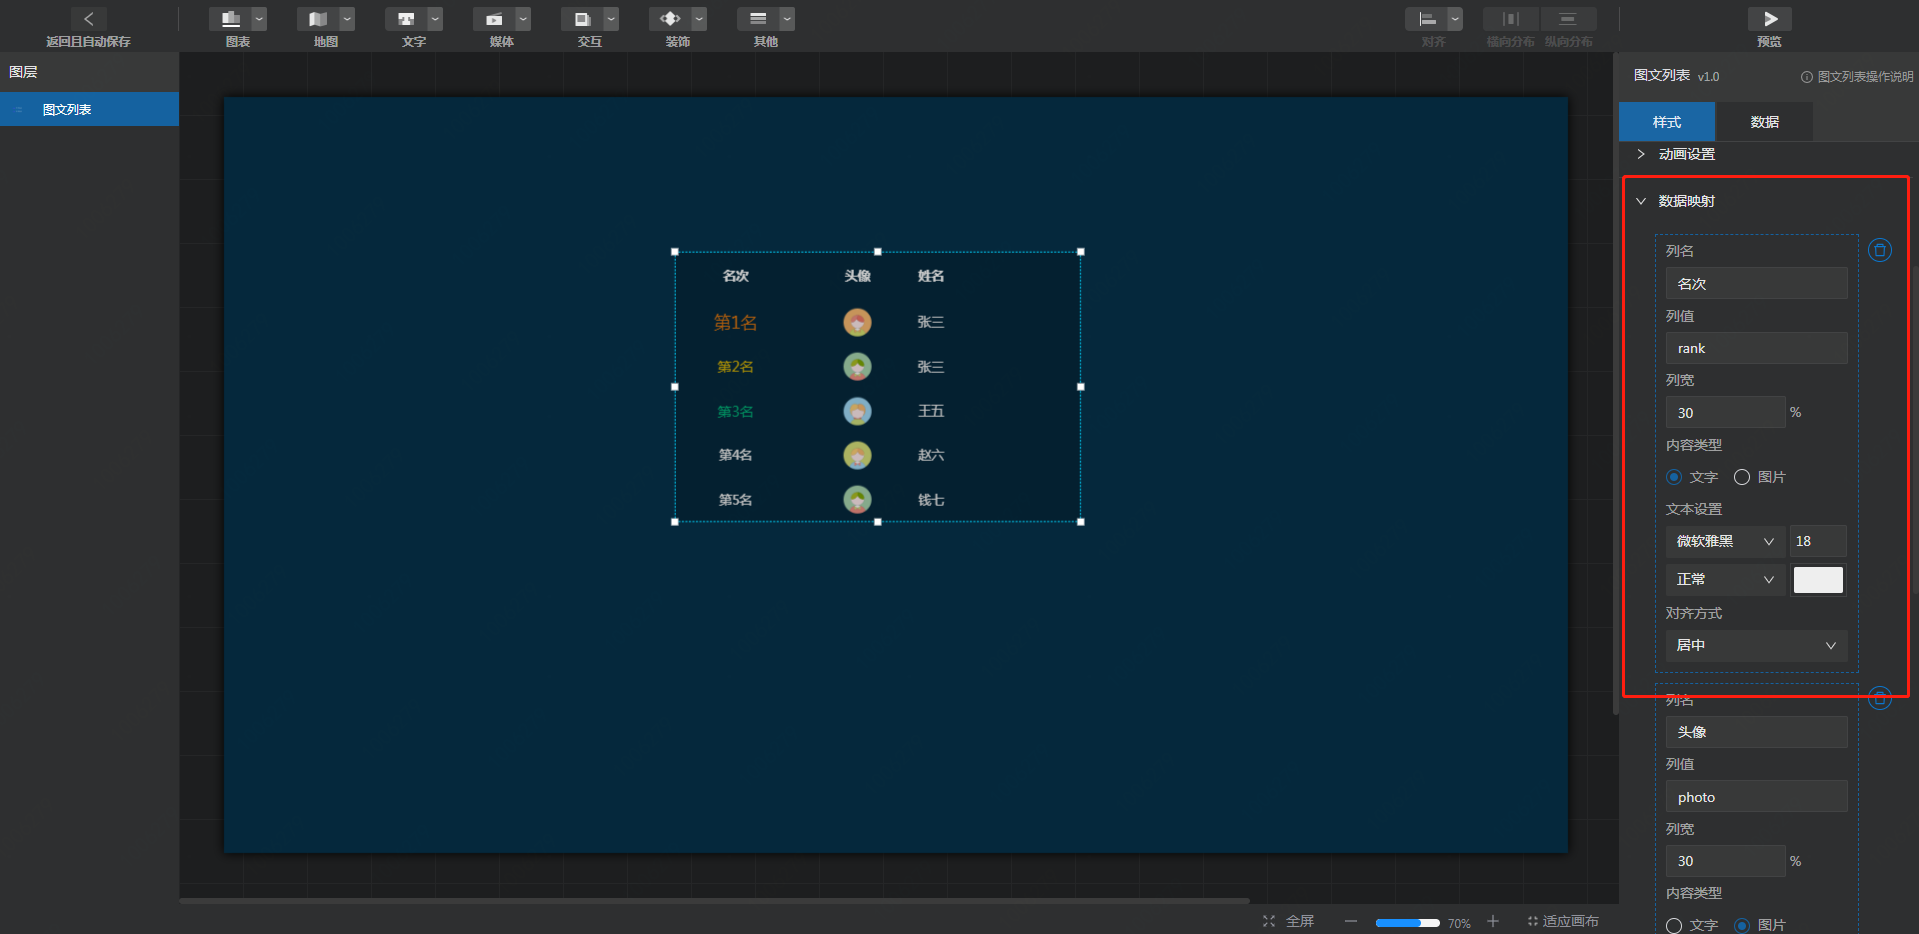 返回且自动保存
图表
地图
文字
媒体
交互
装饰
其他
对齐
横向分布
纵向分布
预览
图层
图文列表
名次 头像 姓名
第1名 张三
第2名 张三
第3名 王五
第4名 赵六
第5名 钱七
全屏
70%
适应画布
图文列表 v1.0
图文列表操作说明
样式
数据
动画设置
数据映射
列名
名次
列值
rank
列宽
30 %
内容类型
文字 图片
文本设置
微软雅黑 18
正常
对齐方式
居中
列名
头像
列值
photo
列宽
30 %
内容类型
文字 图片